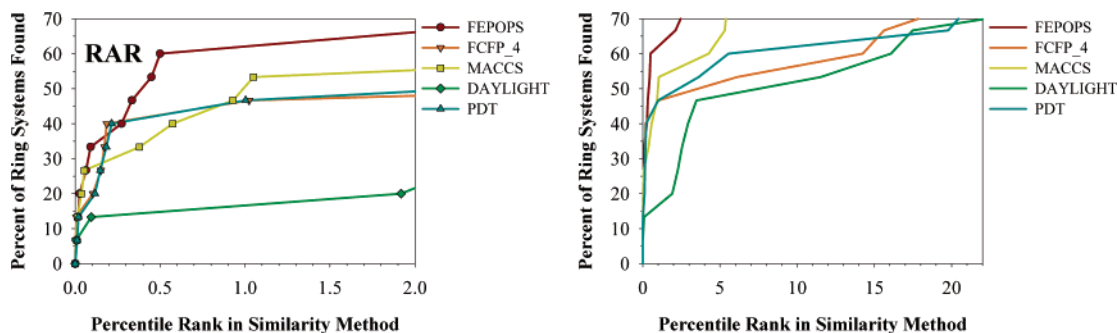 Percent of Ring Systems Found
70
60
50
40
30
20
10
0
RAR
0.0
0.5
1.0
1.5
2.0
Percentile Rank in Similarity Method
FEPOPS
FCFP_4
MACCS
DAYLIGHT
PDT
Percent of Ring Systems Found
70
60
50
40
30
20
10
0
0
5
10
15
20
Percentile Rank in Similarity Method
FEPOPS
FCFP_4
MACCS
DAYLIGHT
PDT